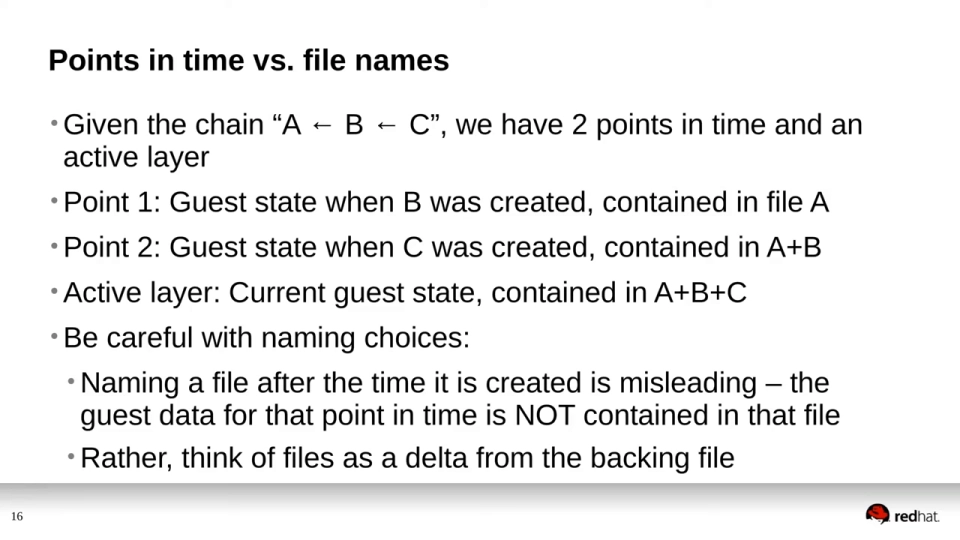 Points in time vs. file names
•Given the chain “A ← B ← C”, we have 2 points in time and an
active layer
•Point 1: Guest state when B was created, contained in file A
•Point 2: Guest state when C was created, contained in A+B
•Active layer: Current guest state, contained in A+B+C
•Be careful with naming choices:
•Naming a file after the time it is created is misleading – the
guest data for that point in time is NOT contained in that file
•Rather, think of files as a delta from the backing file
16
redhat.